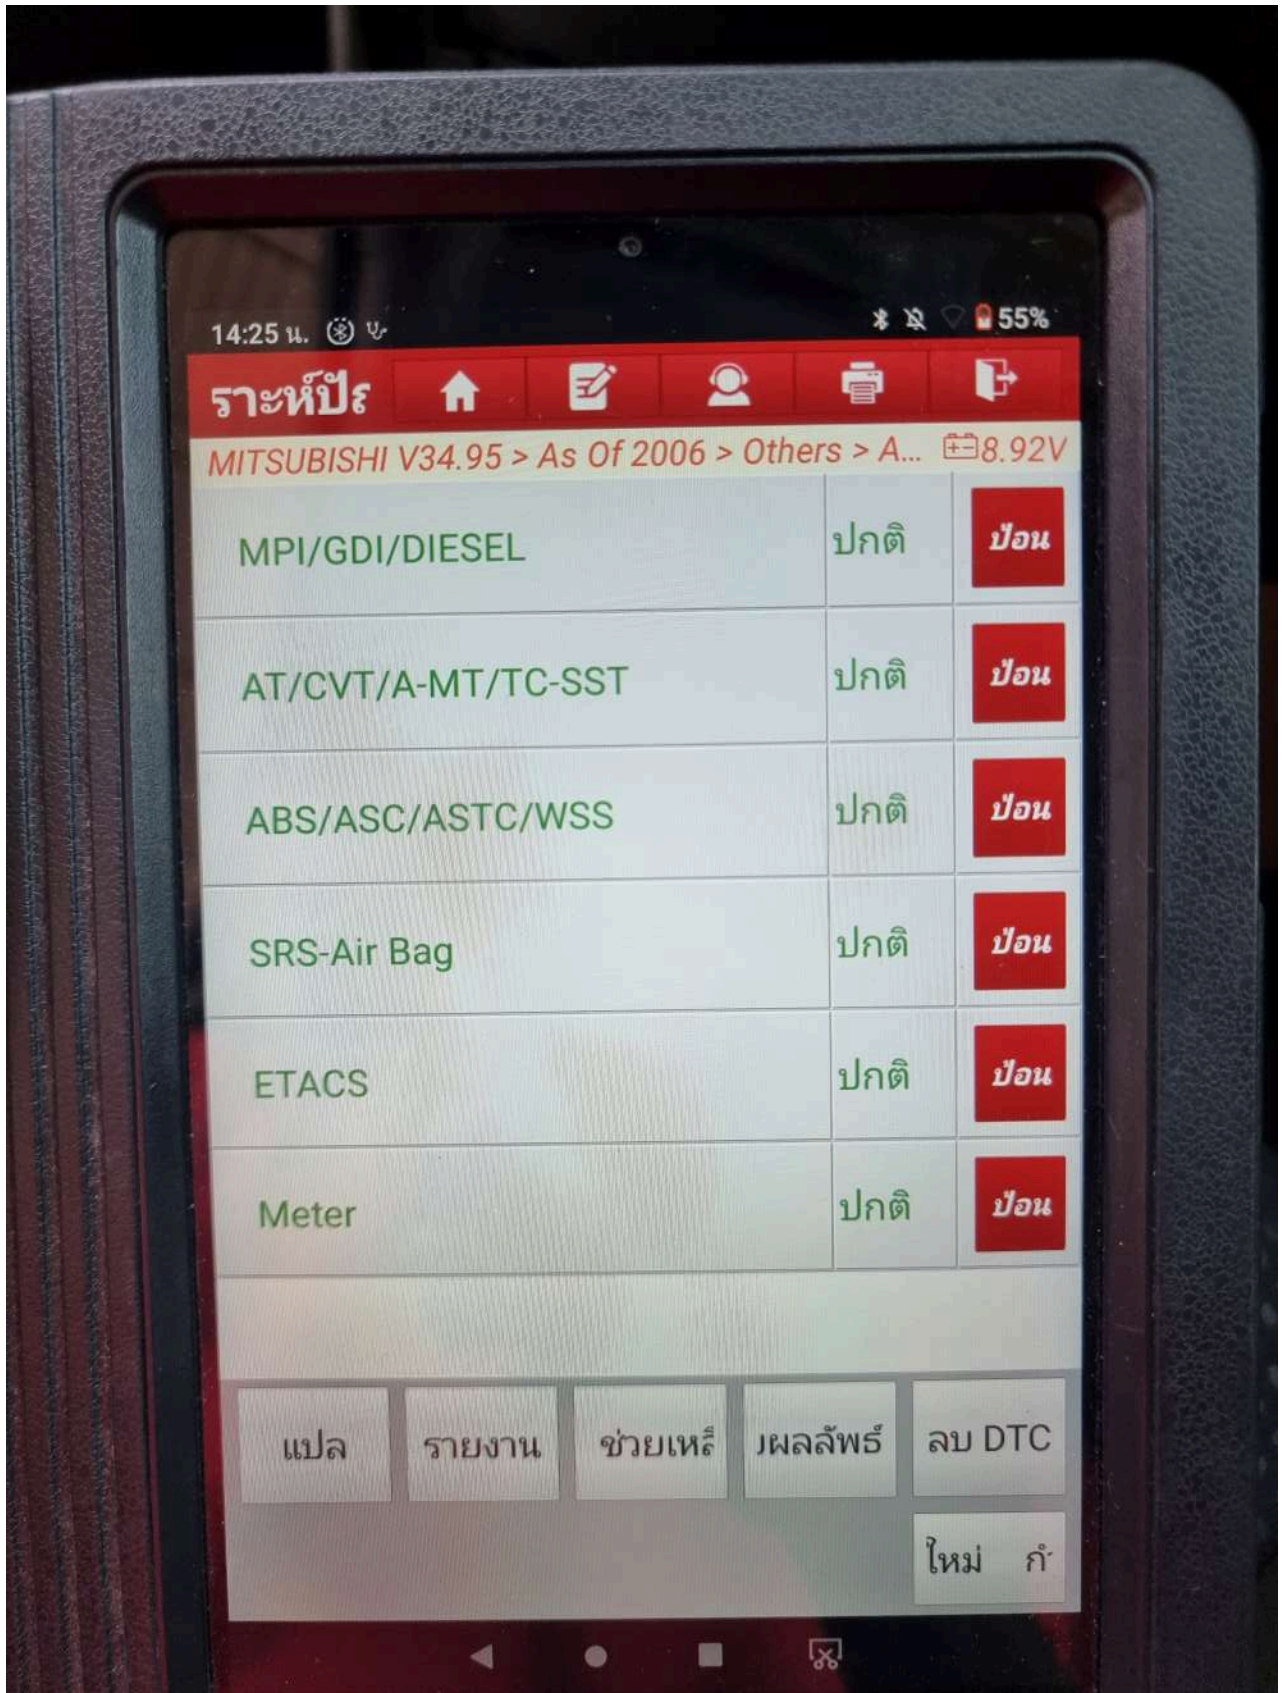 14:25 น. 55%
ราะห์ปัร
MITSUBISHI V34.95 > As Of 2006 > Others > A... 8.92V
MPI/GDI/DIESEL ปกติ ป้อน
AT/CVT/A-MT/TC-SST ปกติ ป้อน
ABS/ASC/ASTC/WSS ปกติ ป้อน
SRS-Air Bag ปกติ ป้อน
ETACS ปกติ ป้อน
Meter ปกติ ป้อน
แปล รายงาน ช่วยเหลื ผลลัพธ์ ลบ DTC
ใหม่ กำ